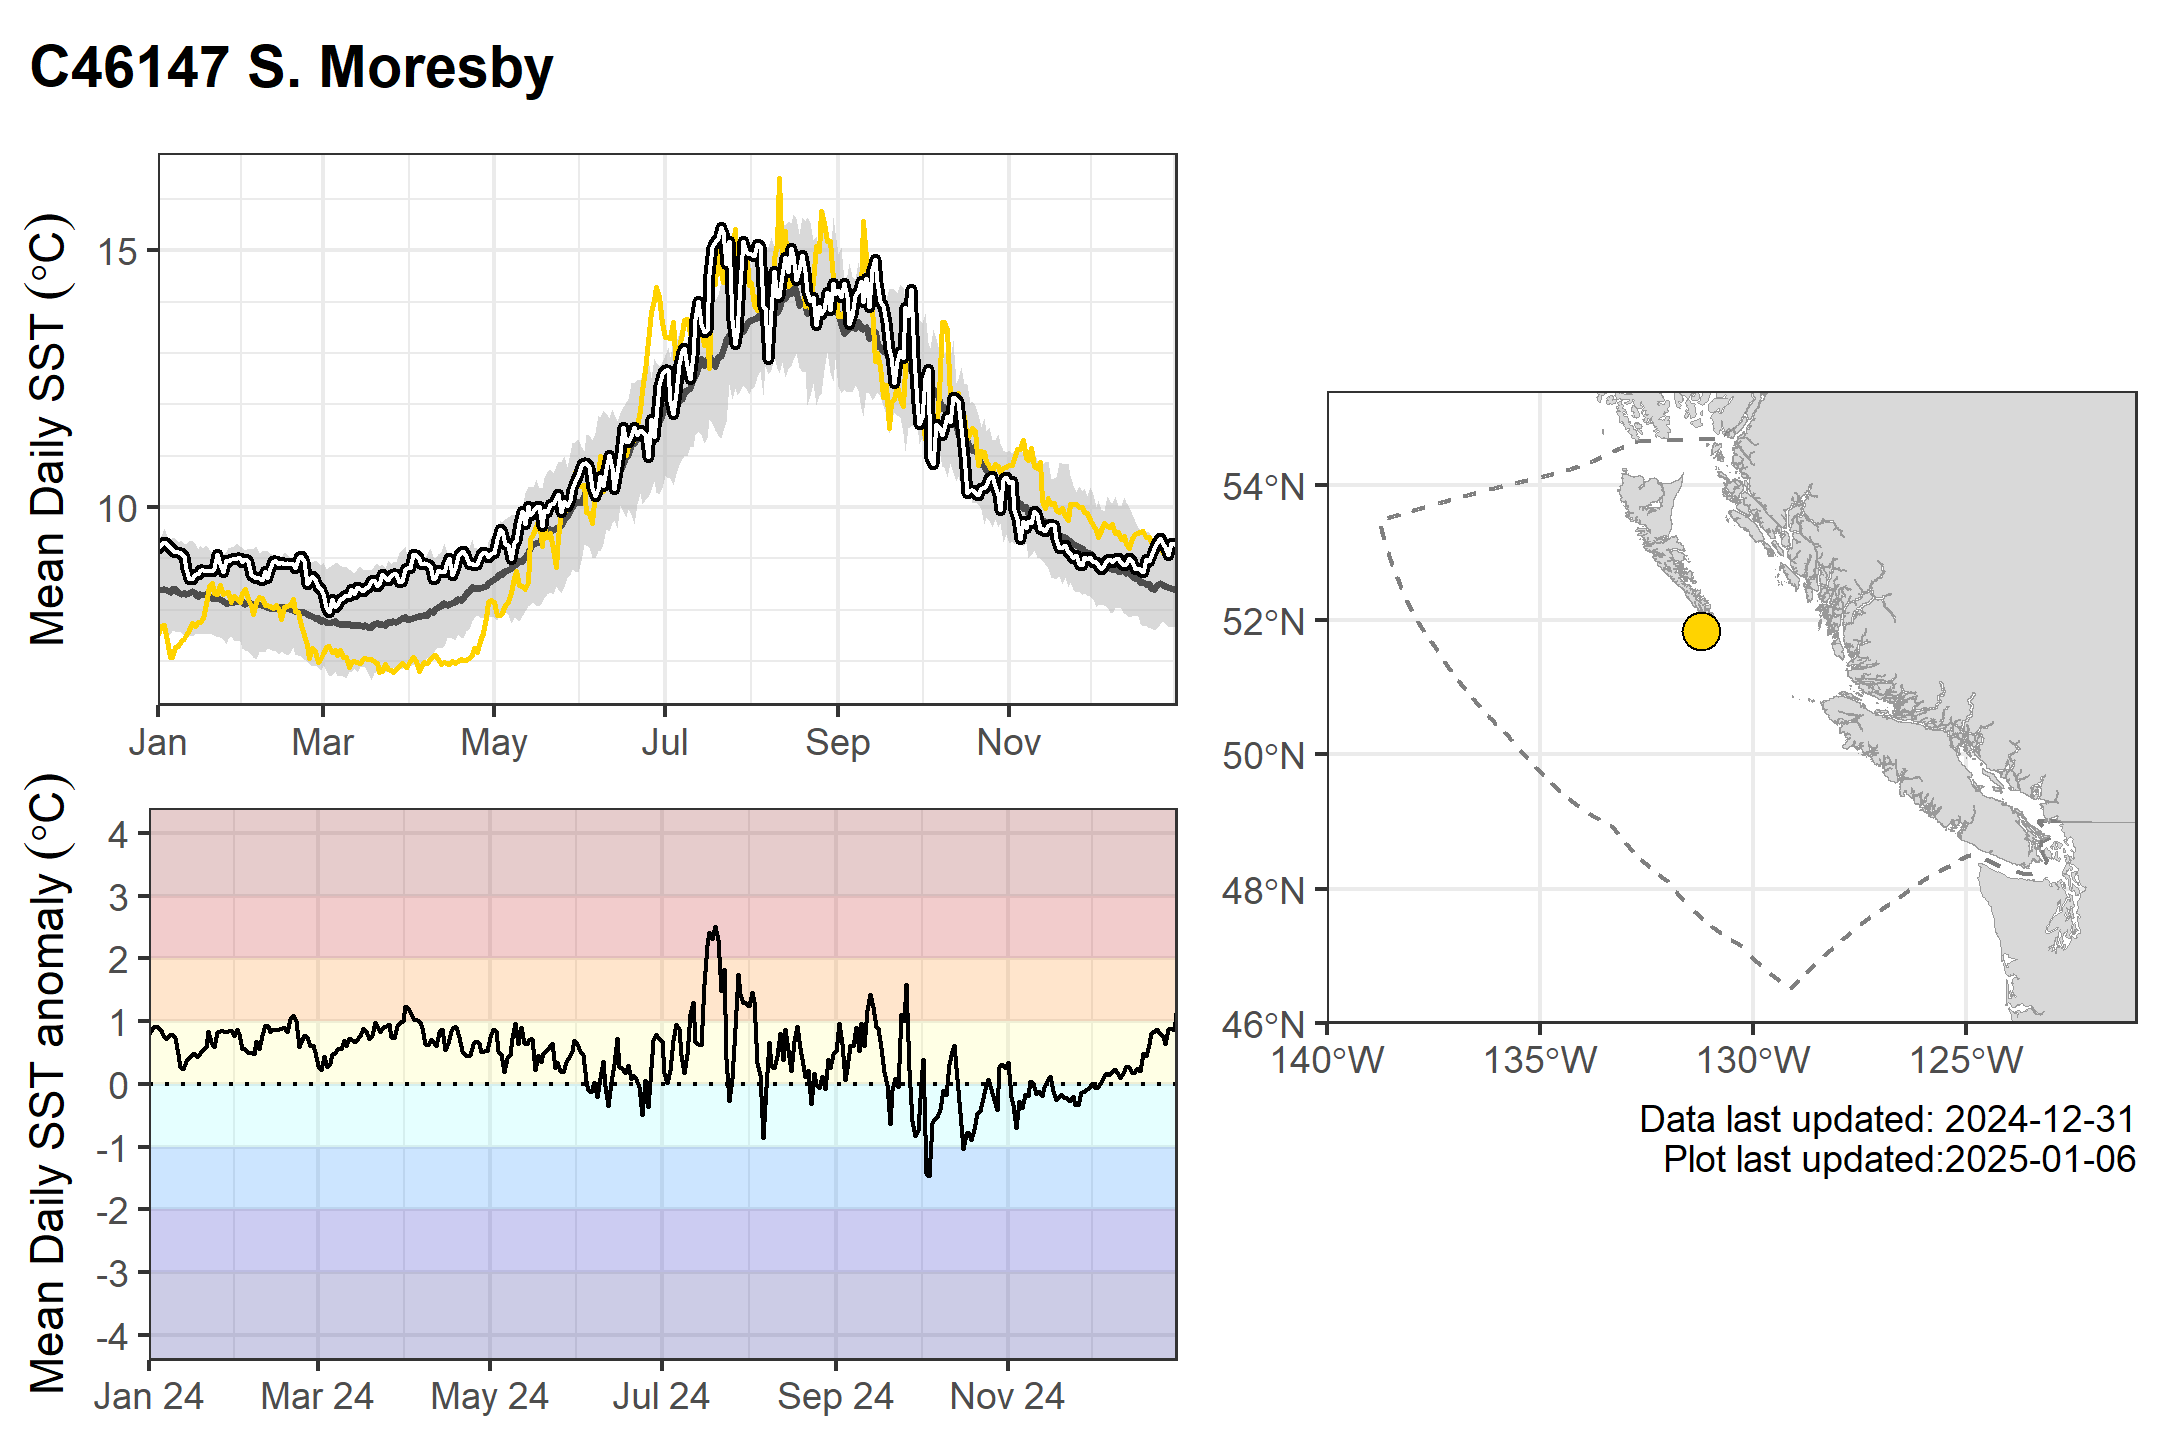 C46147 S. Moresby
Mean Daily SST (°C)
15
10
Jan Mar May Jul Sep Nov
Mean Daily SST anomaly (°C)
4
3
2
1
0
-1
-2
-3
-4
Jan 24 Mar 24 May 24 Jul 24 Sep 24 Nov 24
54°N
52°N
50°N
48°N
46°N
140°W 135°W 130°W 125°W
Data last updated: 2024-12-31
Plot last updated:2025-01-06